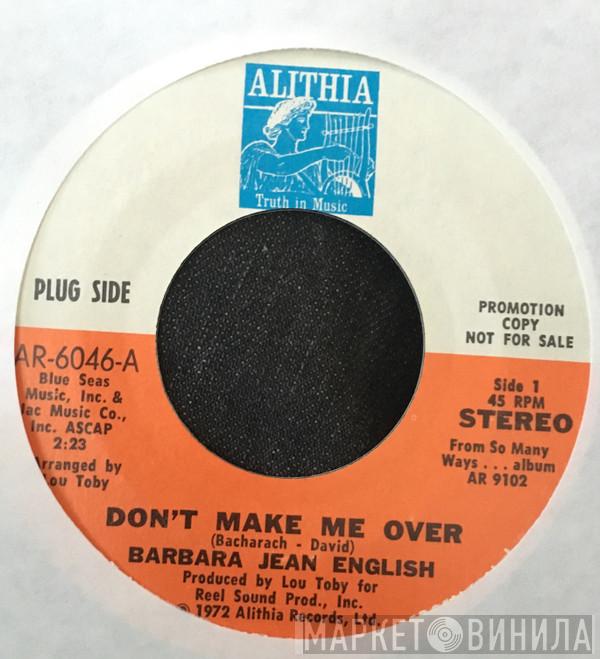 ALITHIA
Truth in Music
PLUG SIDE
PROMOTION
COPY
NOT FOR SALE
AR-6046-A
Blue Seas
Music, Inc. &
Jac Music Co.,
Inc. ASCAP
2:23
Arranged by
Lou Toby
Side 1
45 RPM
STEREO
From So Many
Ways . . . album
AR 9102
DON'T MAKE ME OVER
(Bacharach - David)
BARBARA JEAN ENGLISH
Produced by Lou Toby for
Reel Sound Prod., Inc.
© 1972 Alithia Records, Ltd.
МАРКЕТ ВИНИЛА